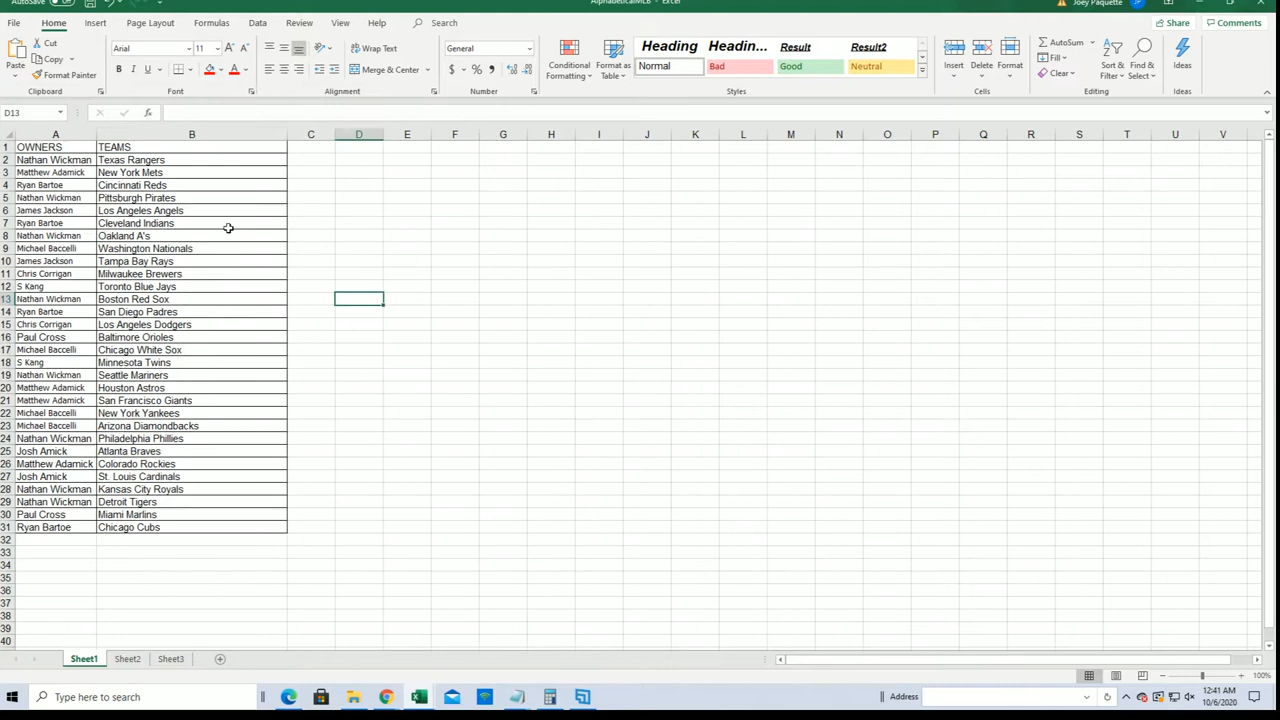 AutoSave
AlphabeticalMLB - Excel
Joey Paquette
JP
File Home Insert Page Layout Formulas Data Review View Help Search Share Comments
Paste
Cut
Copy
Format Painter
Clipboard
Arial 11
B I U
Font
Wrap Text
Merge & Center
Alignment
General
Number
Conditional Formatting
Format as Table
Heading Headin... Result Result2
Normal Bad Good Neutral
Styles
Insert Delete Format
Cells
AutoSum
Fill
Clear
Sort & Filter
Find & Select
Editing
Ideas
Ideas
D13 fx
A B C D E F G H I J K L M N O P Q R S T U V
1 OWNERS TEAMS
2 Nathan Wickman Texas Rangers
3 Matthew Adamick New York Mets
4 Ryan Bartoe Cincinnati Reds
5 Nathan Wickman Pittsburgh Pirates
6 James Jackson Los Angeles Angels
7 Ryan Bartoe Cleveland Indians
8 Nathan Wickman Oakland A's
9 Michael Baccelli Washington Nationals
10 James Jackson Tampa Bay Rays
11 Chris Corrigan Milwaukee Brewers
12 S Kang Toronto Blue Jays
13 Nathan Wickman Boston Red Sox
14 Ryan Bartoe San Diego Padres
15 Chris Corrigan Los Angeles Dodgers
16 Paul Cross Baltimore Orioles
17 Michael Baccelli Chicago White Sox
18 S Kang Minnesota Twins
19 Nathan Wickman Seattle Mariners
20 Matthew Adamick Houston Astros
21 Matthew Adamick San Francisco Giants
22 Michael Baccelli New York Yankees
23 Michael Baccelli Arizona Diamondbacks
24 Nathan Wickman Philadelphia Phillies
25 Josh Amick Atlanta Braves
26 Matthew Adamick Colorado Rockies
27 Josh Amick St. Louis Cardinals
28 Nathan Wickman Kansas City Royals
29 Nathan Wickman Detroit Tigers
30 Paul Cross Miami Marlins
31 Ryan Bartoe Chicago Cubs
32
33
34
35
36
37
38
39
40
Sheet1 Sheet2 Sheet3
100%
Type here to search
Address
12:41 AM
10/6/2020